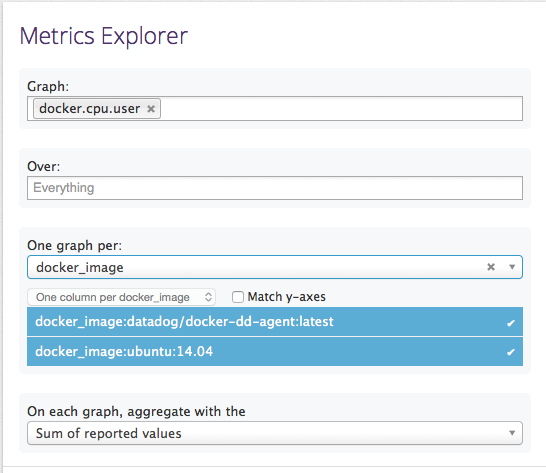 Metrics Explorer
Graph:
docker.cpu.user ×
Over:
Everything
One graph per:
docker_image ×
One column per docker_image Match y-axes
docker_image:datadog/docker-dd-agent:latest ✓
docker_image:ubuntu:14.04 ✓
On each graph, aggregate with the
Sum of reported values